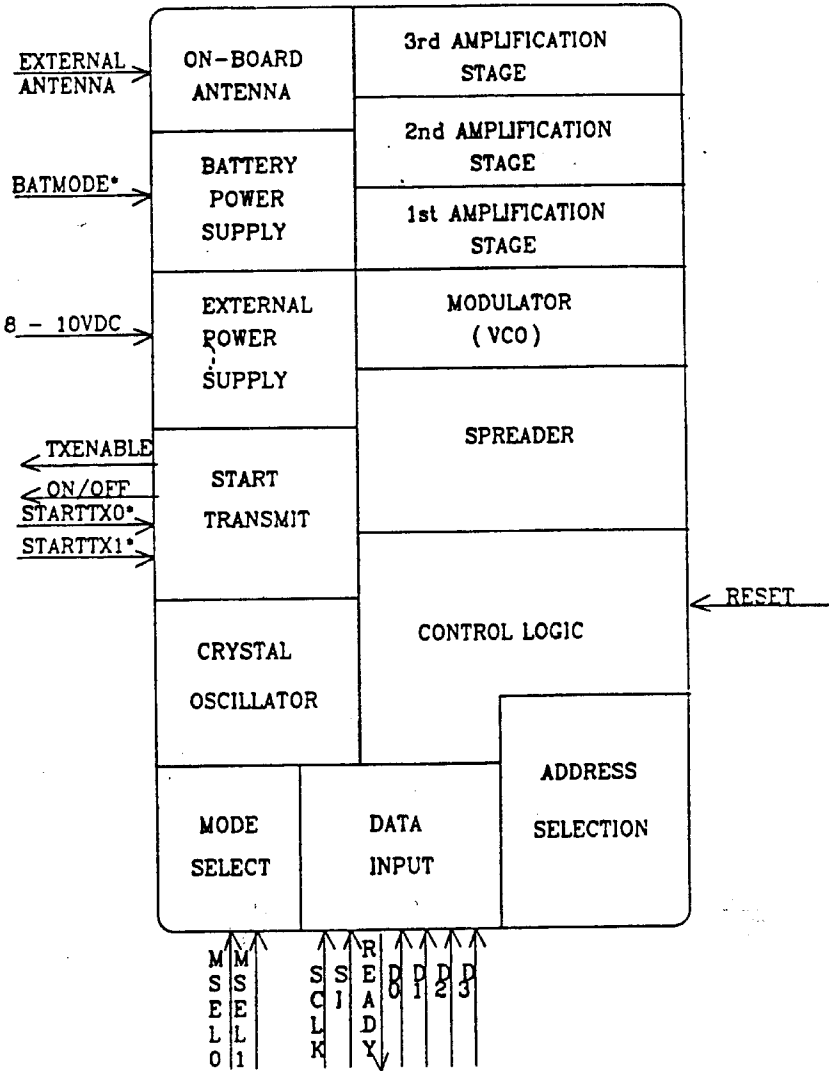 EXTERNAL
ANTENNA
ON-BOARD
ANTENNA
3rd AMPLIFICATION
STAGE
2nd AMPLIFICATION
STAGE
BATMODE*
BATTERY
POWER
SUPPLY
1st AMPLIFICATION
STAGE
8 - 10VDC
EXTERNAL
POWER
SUPPLY
MODULATOR
(VCO)
SPREADER
TXENABLE
ON/OFF
STARTTX0*
STARTTX1*
START
TRANSMIT
CONTROL LOGIC
RESET
CRYSTAL
OSCILLATOR
ADDRESS
SELECTION
MODE
SELECT
DATA
INPUT
MSEL0
MSEL1
SCLK
SI
READY
D0
D1
D2
D3